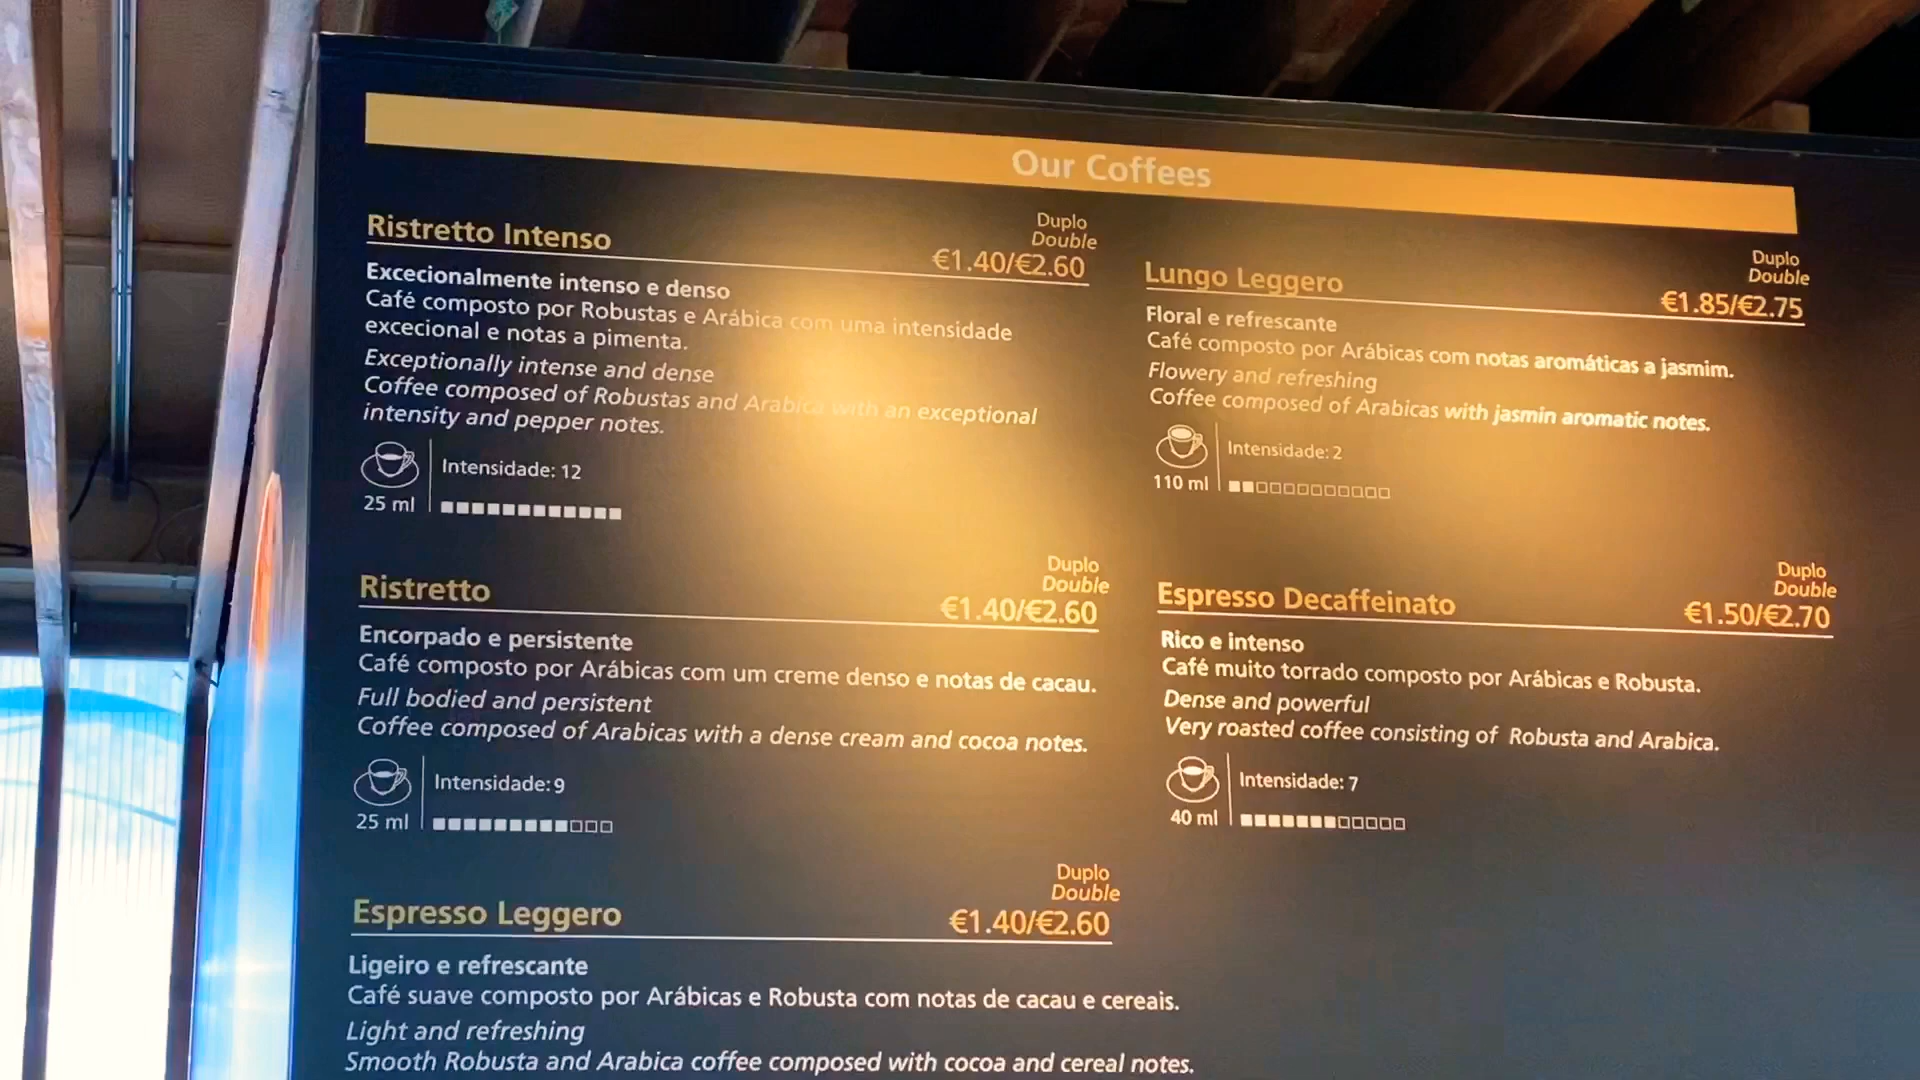 Our Coffees
Ristretto Intenso
Duplo
Double
€1.40/€2.60
Excecionalmente intenso e denso
Café composto por Robustas e Arábica com uma intensidade
excecional e notas a pimenta.
Exceptionally intense and dense
Coffee composed of Robustas and Arabica with an exceptional
intensity and pepper notes.
Intensidade: 12
25 ml
Ristretto
Duplo
Double
€1.40/€2.60
Encorpado e persistente
Café composto por Arábicas com um creme denso e notas de cacau.
Full bodied and persistent
Coffee composed of Arabicas with a dense cream and cocoa notes.
Intensidade: 9
25 ml
Espresso Leggero
Duplo
Double
€1.40/€2.60
Ligeiro e refrescante
Café suave composto por Arábicas e Robusta com notas de cacau e cereais.
Light and refreshing
Smooth Robusta and Arabica coffee composed with cocoa and cereal notes.
Lungo Leggero
Duplo
Double
€1.85/€2.75
Floral e refrescante
Café composto por Arábicas com notas aromáticas a jasmim.
Flowery and refreshing
Coffee composed of Arabicas with jasmin aromatic notes.
Intensidade: 2
110 ml
Espresso Decaffeinato
Duplo
Double
€1.50/€2.70
Rico e intenso
Café muito torrado composto por Arábicas e Robusta.
Dense and powerful
Very roasted coffee consisting of Robusta and Arabica.
Intensidade: 7
40 ml